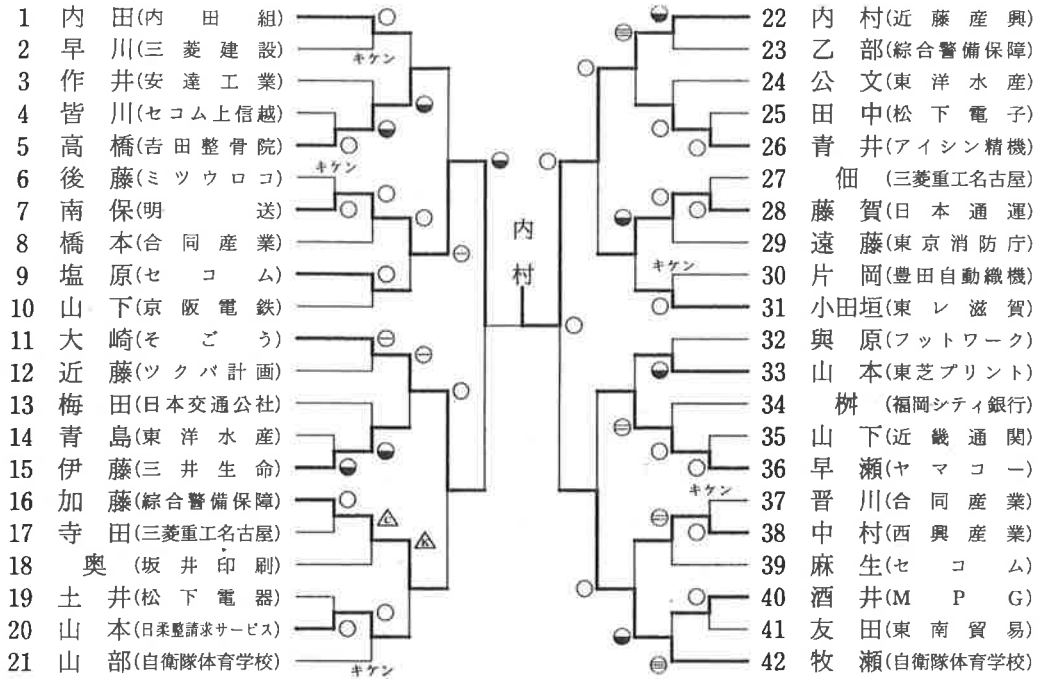 1 内田(内田組)
2 早川(三菱建設)
キケン
3 作井(安達工業)
4 皆川(セコム上信越)
5 高橋(吉田整骨院)
キケン
6 後藤(ミツウロコ)
7 南保(明送)
8 橋本(合同産業)
9 塩原(セコム)
10 山下(京阪電鉄)
11 大崎(そごう)
12 近藤(ツクバ計画)
13 梅田(日本交通公社)
14 青島(東洋水産)
15 伊藤(三井生命)
16 加藤(綜合警備保障)
17 寺田(三菱重工名古屋)
18 奥(坂井印刷)
19 土井(松下電器)
20 山本(日柔整請求サービス)
21 山部(自衛隊体育学校)
キケン
内村
22 内村(近藤産興)
23 乙部(綜合警備保障)
24 公文(東洋水産)
25 田中(松下電子)
26 青井(アイシン精機)
27 佃(三菱重工名古屋)
28 藤賀(日本通運)
29 遠藤(東京消防庁)
キケン
30 片岡(豊田自動織機)
31 小田垣(東レ滋賀)
32 與原(フットワーク)
33 山本(東芝プリント)
34 桝(福岡シティ銀行)
35 山下(近畿通関)
36 早瀬(ヤマコー)
キケン
37 晋川(合同産業)
38 中村(西興産業)
39 麻生(セコム)
40 酒井(MPG)
41 友田(東南貿易)
42 牧瀬(自衛隊体育学校)